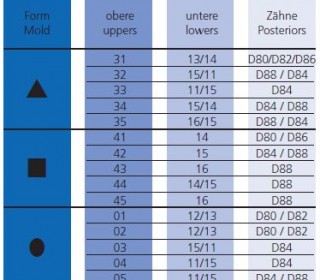 Form obere untere Zähne
Mold uppers lowers Posteriors
31 13/14 D80/D82/D86
32 15/11 D88 / D84
33 11/15 D84
34 15/14 D84 / D88
35 16/15 D88 / D84
41 14 D80 / D86
42 15 D84 / D88
43 16 D88
44 14/15 D88
45 16 D88
01 12/13 D80 / D82
02 12/13 D80 / D82
03 15/11 D84
04 11/15 D84
05 11/15 D84 / D88